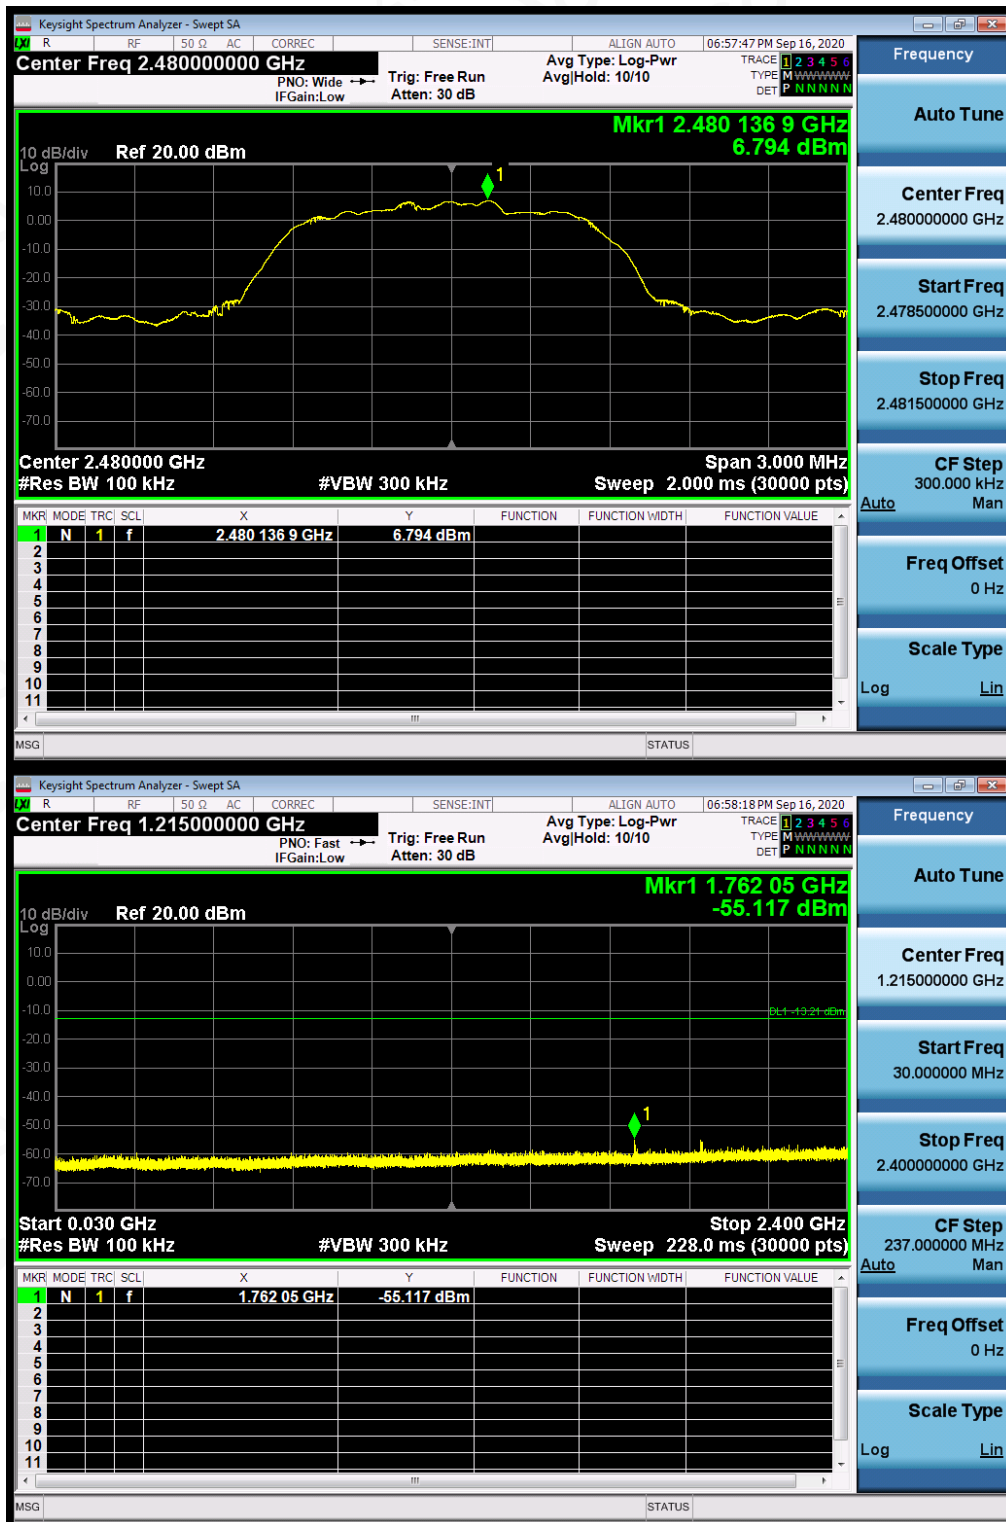 Keysight Spectrum Analyzer - Swept SA
LXI R RF 50 Ω AC CORREC SENSE:INT ALIGN AUTO 06:57:47 PM Sep 16, 2020
Center Freq 2.480000000 GHz
PNO: Wide
IFGain:Low
Trig: Free Run
Atten: 30 dB
Avg Type: Log-Pwr
Avg|Hold: 10/10
TRACE 1 2 3 4 5 6
TYPE M WWWWW
DET P N N N N N
Mkr1 2.480 136 9 GHz
6.794 dBm
10 dB/div Ref 20.00 dBm
Log
10.0
0.00
-10.0
-20.0
-30.0
-40.0
-50.0
-60.0
-70.0
1
Center 2.480000 GHz Span 3.000 MHz
#Res BW 100 kHz #VBW 300 kHz Sweep 2.000 ms (30000 pts)
MKR MODE TRC SCL X Y FUNCTION FUNCTION WIDTH FUNCTION VALUE
1 N 1 f 2.480 136 9 GHz 6.794 dBm
2
3
4
5
6
7
8
9
10
11
MSG STATUS
Frequency
Auto Tune
Center Freq
2.480000000 GHz
Start Freq
2.478500000 GHz
Stop Freq
2.481500000 GHz
CF Step
300.000 kHz
Auto Man
Freq Offset
0 Hz
Scale Type
Log Lin
Keysight Spectrum Analyzer - Swept SA
LXI R RF 50 Ω AC CORREC SENSE:INT ALIGN AUTO 06:58:18 PM Sep 16, 2020
Center Freq 1.215000000 GHz
PNO: Fast
IFGain:Low
Trig: Free Run
Atten: 30 dB
Avg Type: Log-Pwr
Avg|Hold: 10/10
TRACE 1 2 3 4 5 6
TYPE M WWWWW
DET P N N N N N
Mkr1 1.762 05 GHz
-55.117 dBm
10 dB/div Ref 20.00 dBm
Log
10.0
0.00
-10.0
-20.0
-30.0
-40.0
-50.0
-60.0
-70.0
DL1 -13.21 dBm
1
Start 0.030 GHz Stop 2.400 GHz
#Res BW 100 kHz #VBW 300 kHz Sweep 228.0 ms (30000 pts)
MKR MODE TRC SCL X Y FUNCTION FUNCTION WIDTH FUNCTION VALUE
1 N 1 f 1.762 05 GHz -55.117 dBm
2
3
4
5
6
7
8
9
10
11
MSG STATUS
Frequency
Auto Tune
Center Freq
1.215000000 GHz
Start Freq
30.000000 MHz
Stop Freq
2.400000000 GHz
CF Step
237.000000 MHz
Auto Man
Freq Offset
0 Hz
Scale Type
Log Lin